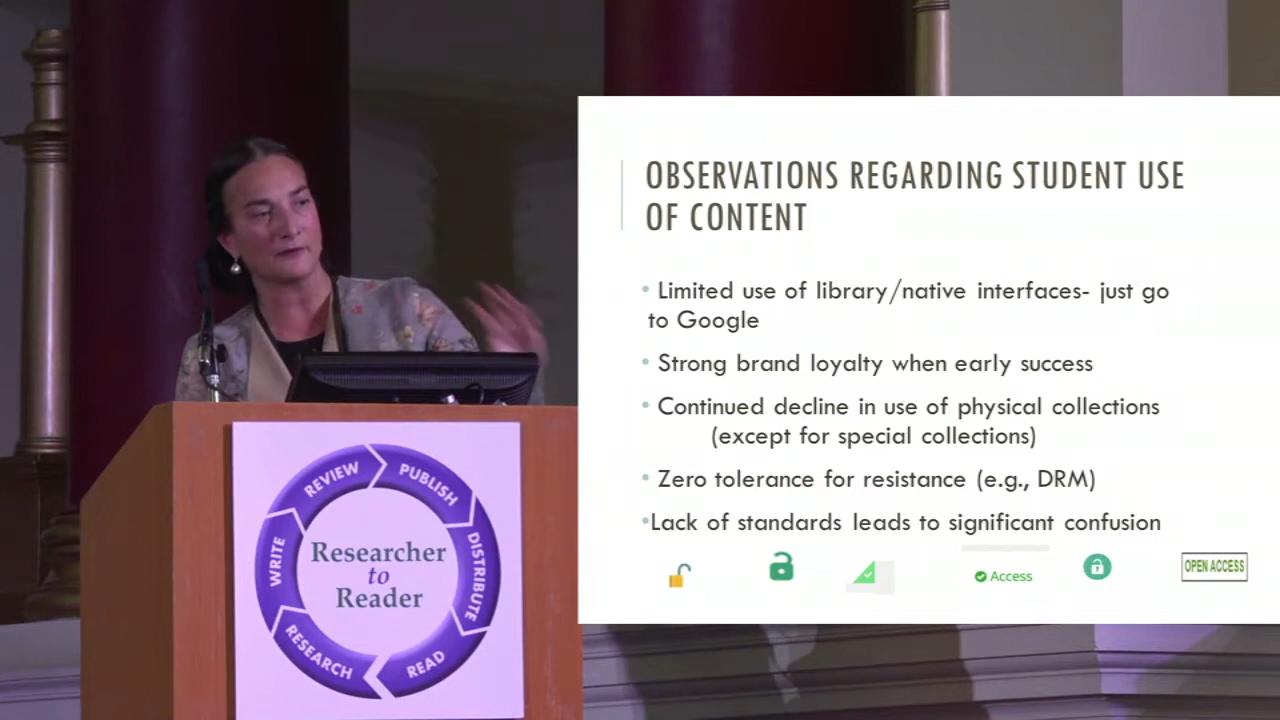 OBSERVATIONS REGARDING STUDENT USE
OF CONTENT
• Limited use of library/native interfaces- just go
to Google
• Strong brand loyalty when early success
• Continued decline in use of physical collections
(except for special collections)
• Zero tolerance for resistance (e.g., DRM)
•Lack of standards leads to significant confusion
Access
OPEN ACCESS
REVIEW
PUBLISH
DISTRIBUTE
READ
RESEARCH
WRITE
Researcher
to
Reader